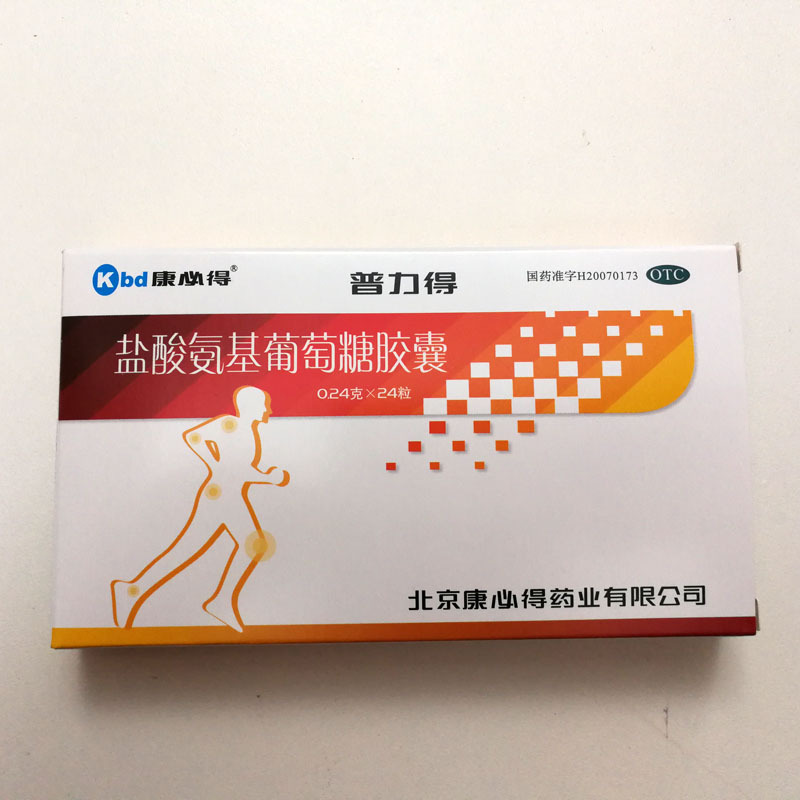 Kbd康必得®
普力得
国药准字H20070173 OTC
盐酸氨基葡萄糖胶囊
0.24克×24粒
北京康必得药业有限公司